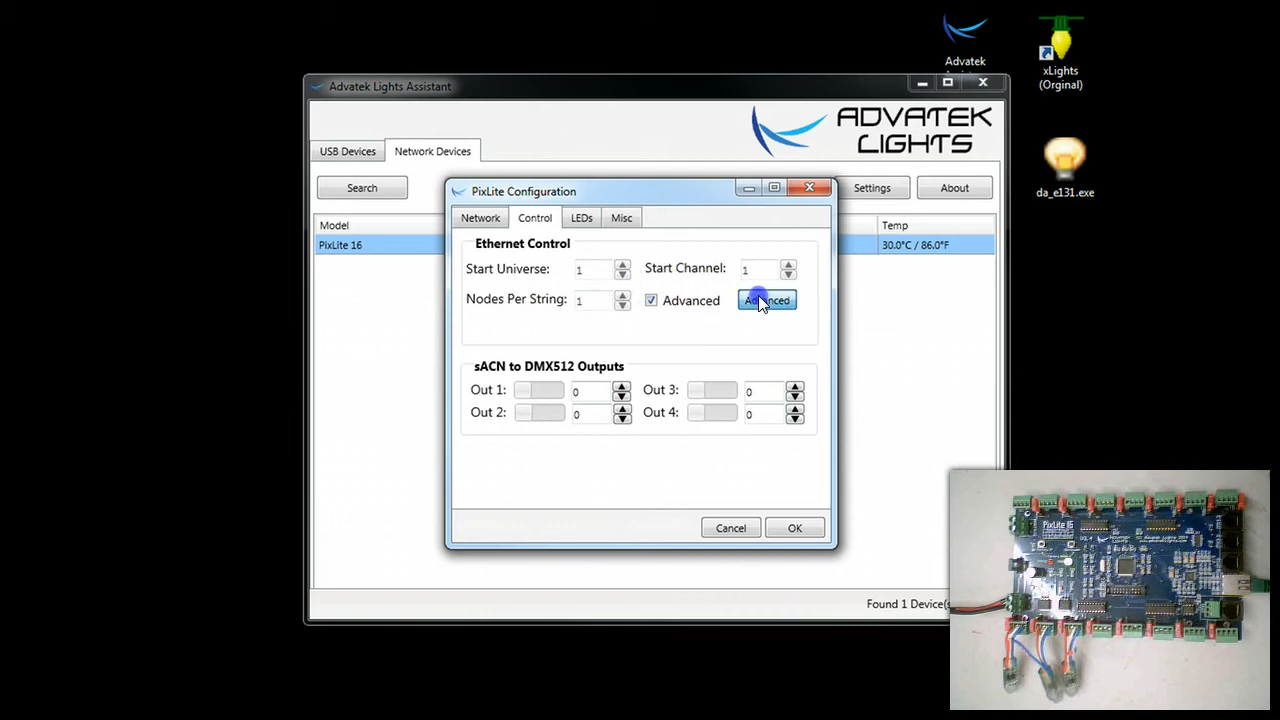 Advatek
xLights
(Orginal)
da_e131.exe
Advatek Lights Assistant
ADVATEK
LIGHTS
USB Devices
Network Devices
Search
Settings
About
Model
Temp
PixLite 16
30.0°C / 86.0°F
PixLite Configuration
Network
Control
LEDs
Misc
Ethernet Control
Start Universe: 1
Start Channel: 1
Nodes Per String: 1
Advanced
Advanced
sACN to DMX512 Outputs
Out 1: 0
Out 3: 0
Out 2: 0
Out 4: 0
Cancel
OK
Found 1 Device(s
PixLite 16